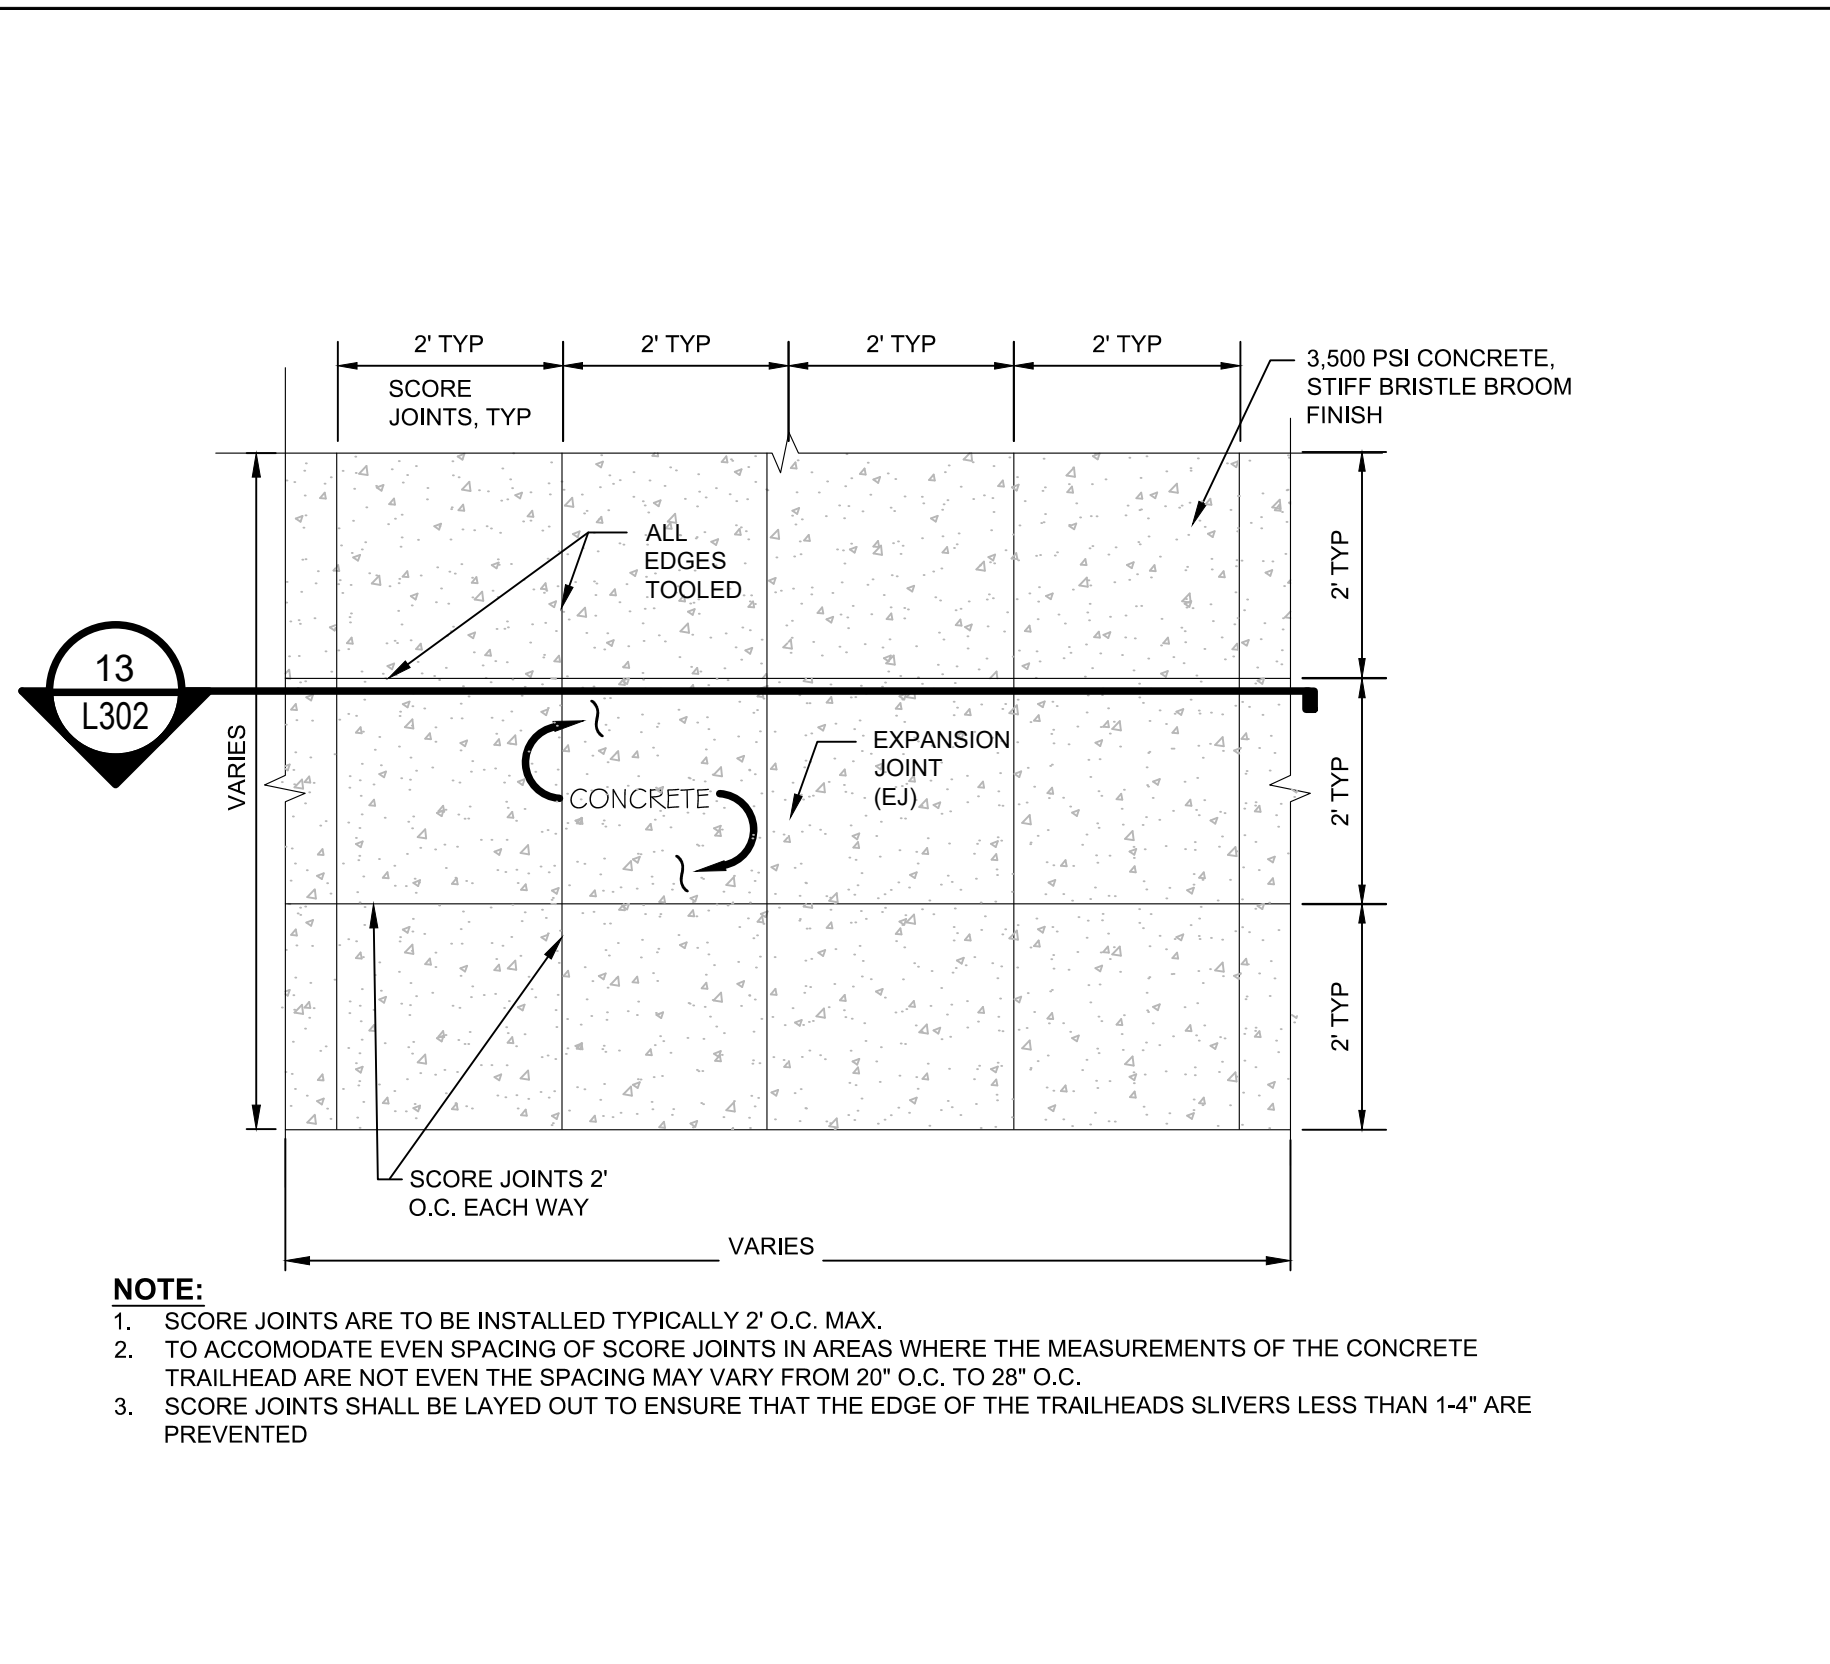 2' TYP
2' TYP
2' TYP
2' TYP
SCORE
JOINTS, TYP
3,500 PSI CONCRETE,
STIFF BRISTLE BROOM
FINISH
ALL
EDGES
TOOLED
2' TYP
13
L302
VARIES
EXPANSION
JOINT
(EJ)
CONCRETE
2' TYP
2' TYP
SCORE JOINTS 2'
O.C. EACH WAY
VARIES
NOTE:
1. SCORE JOINTS ARE TO BE INSTALLED TYPICALLY 2' O.C. MAX.
2. TO ACCOMODATE EVEN SPACING OF SCORE JOINTS IN AREAS WHERE THE MEASUREMENTS OF THE CONCRETE
TRAILHEAD ARE NOT EVEN THE SPACING MAY VARY FROM 20" O.C. TO 28" O.C.
3. SCORE JOINTS SHALL BE LAYED OUT TO ENSURE THAT THE EDGE OF THE TRAILHEADS SLIVERS LESS THAN 1-4" ARE
PREVENTED